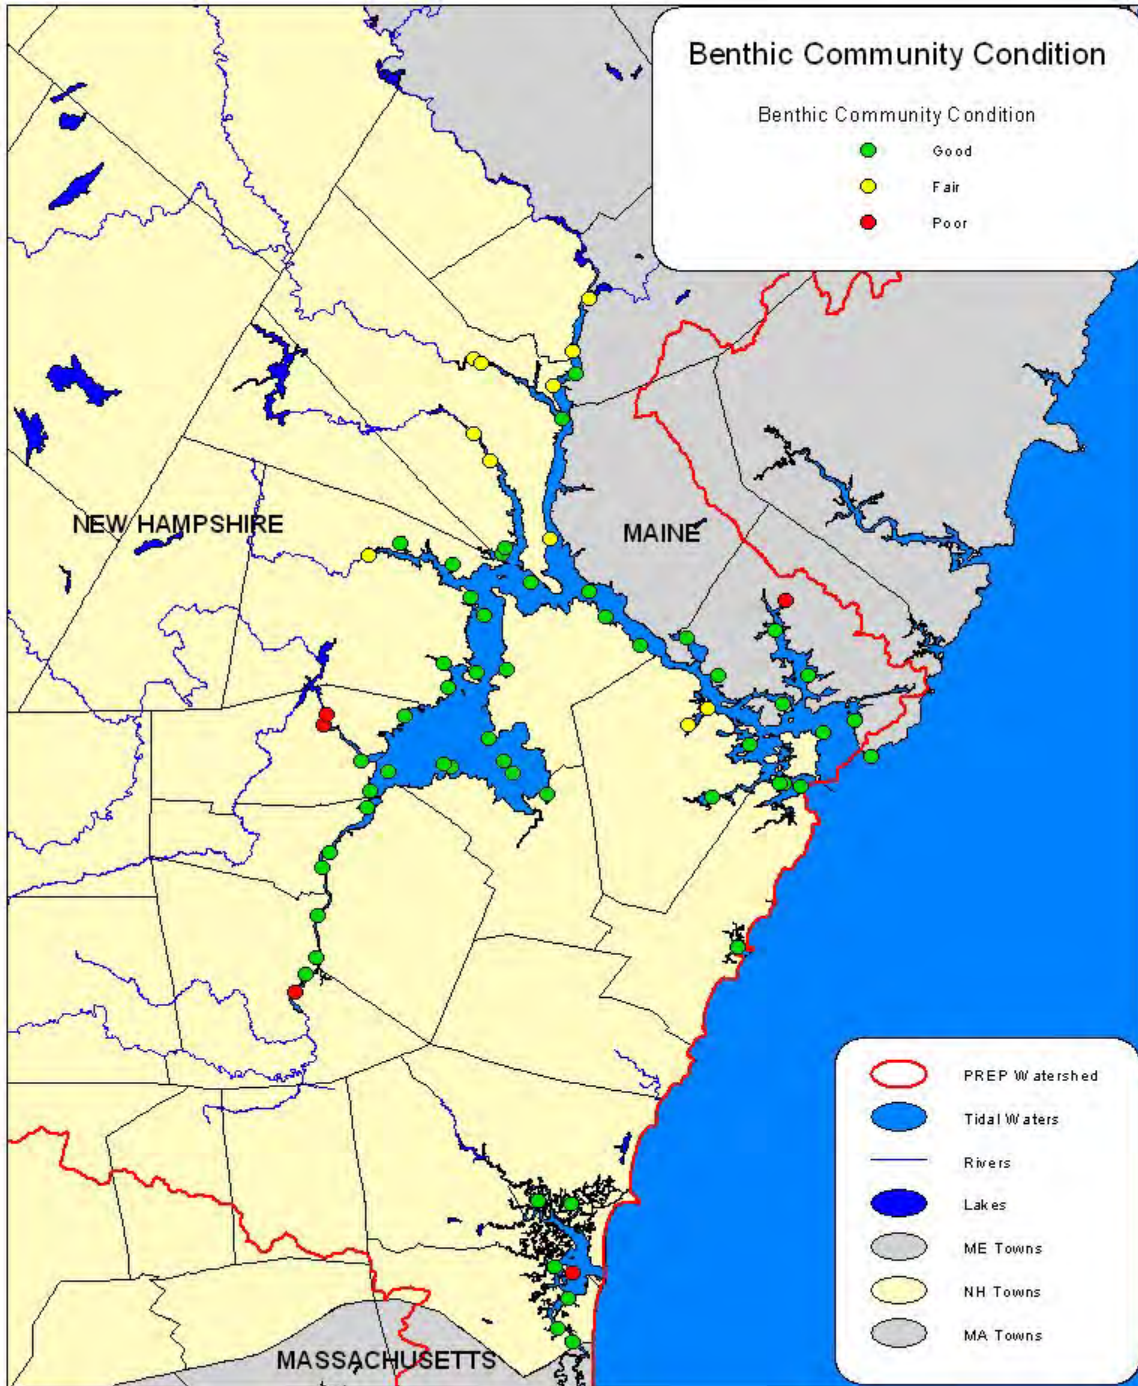 Benthic Community Condition
Benthic Community Condition
Good
Fair
Poor
NEW HAMPSHIRE
MAINE
MASSACHUSETTS
PREP Watershed
Tidal Waters
Rivers
Lakes
ME Towns
NH Towns
MA Towns